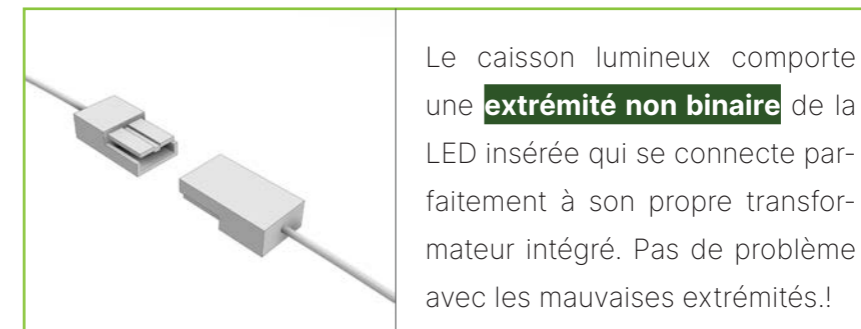 Le caisson lumineux comporte
une extrémité non binaire de la
LED insérée qui se connecte par-
faitement à son propre transfor-
mateur intégré. Pas de problème
avec les mauvaises extrémités.!